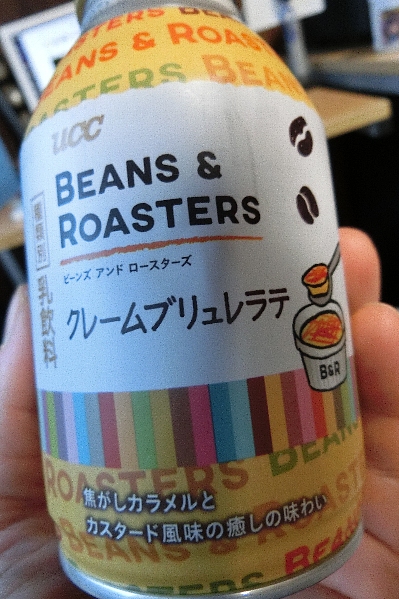 BEANS & ROASTERS
ROASTERS BEANS
ucc
BEANS &
ROASTERS
ビーンズ アンド ロースターズ
種類別
乳飲料
クレームブリュレラテ
B&R
ROASTERS BEANS
焦がしカラメルと
カスタード風味の癒しの味わい
BEANS & ROASTERS
ROASTERS BEANS